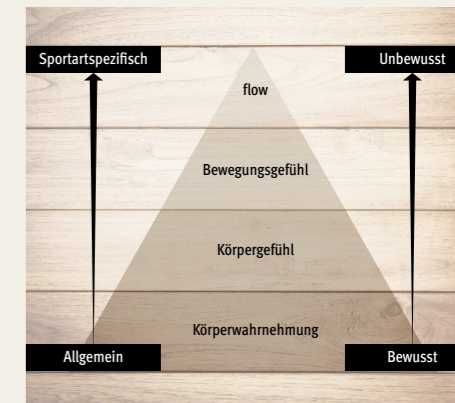 Sportartspezifisch
Unbewusst
flow
Bewegungsgefühl
Körpergefühl
Körperwahrnehmung
Allgemein
Bewusst